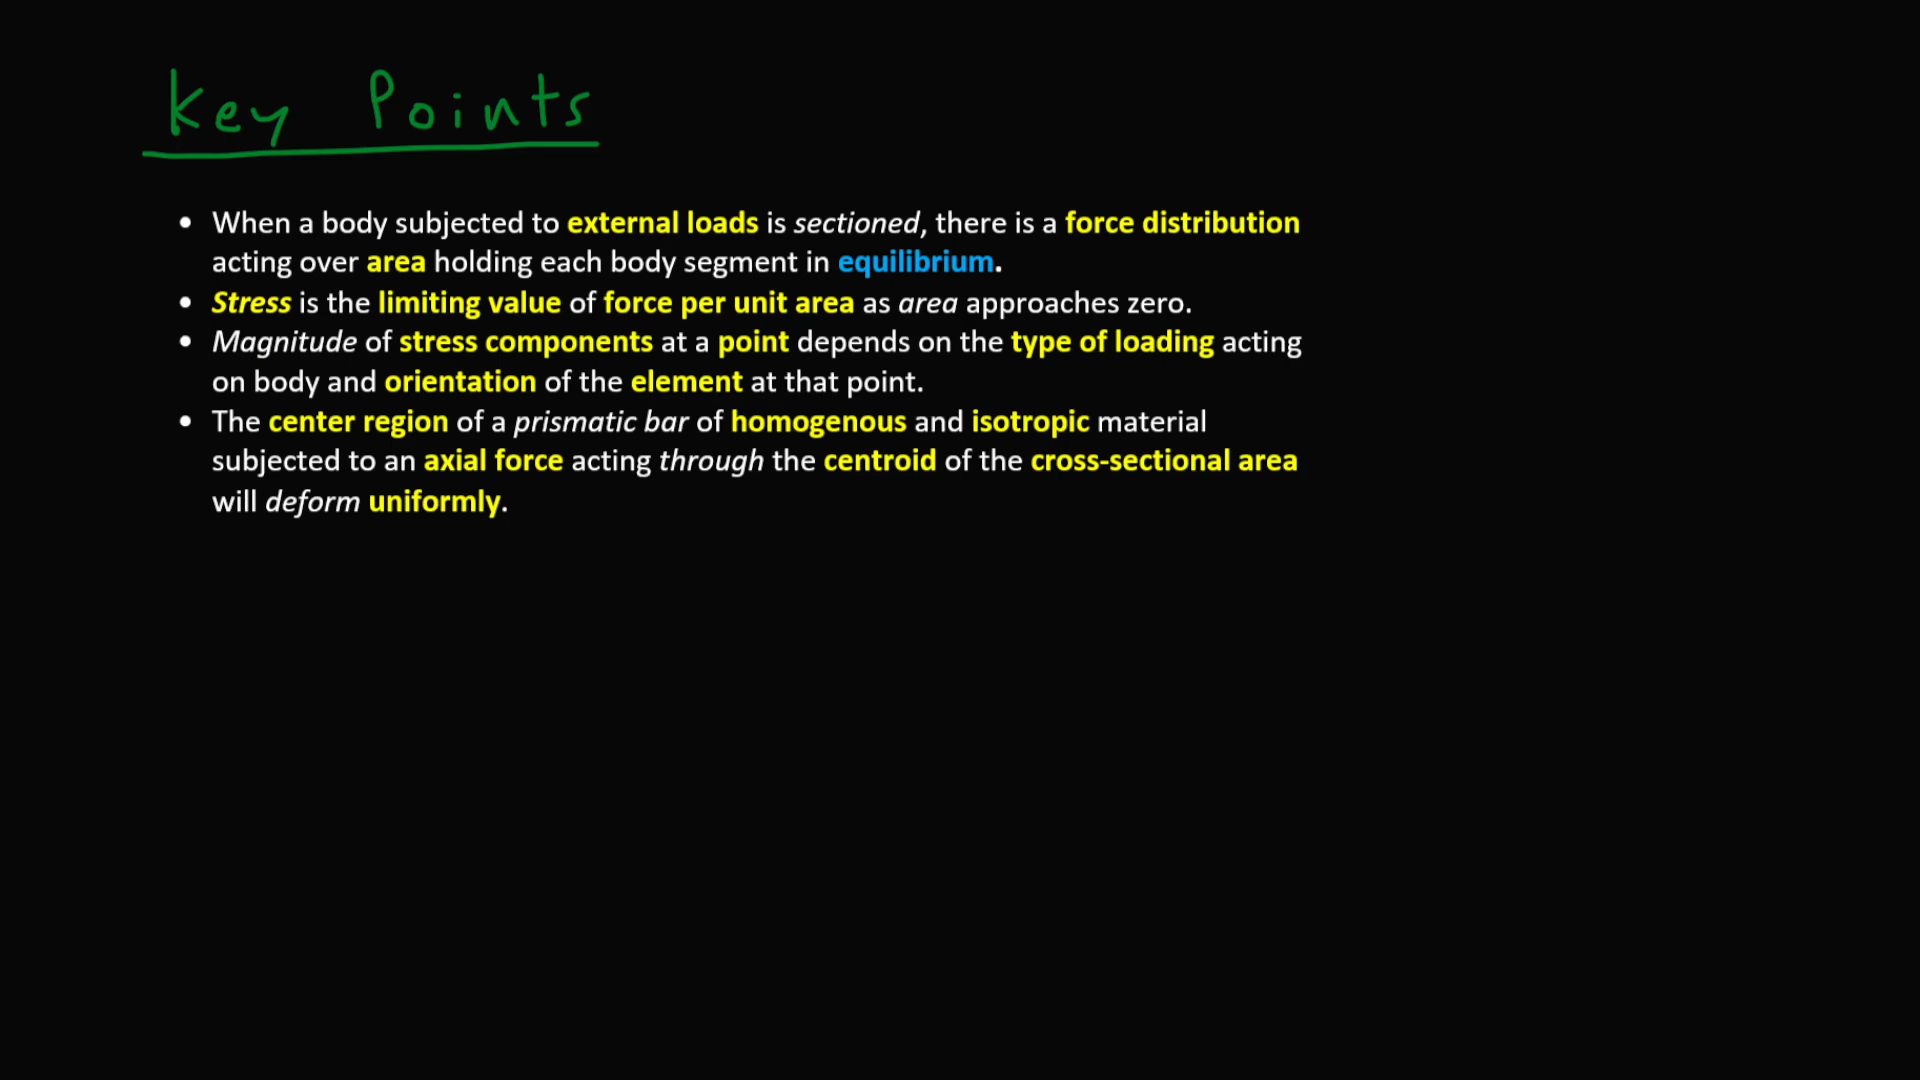 Key Points
• When a body subjected to external loads is sectioned, there is a force distribution
acting over area holding each body segment in equilibrium.
• Stress is the limiting value of force per unit area as area approaches zero.
• Magnitude of stress components at a point depends on the type of loading acting
on body and orientation of the element at that point.
• The center region of a prismatic bar of homogenous and isotropic material
subjected to an axial force acting through the centroid of the cross-sectional area
will deform uniformly.